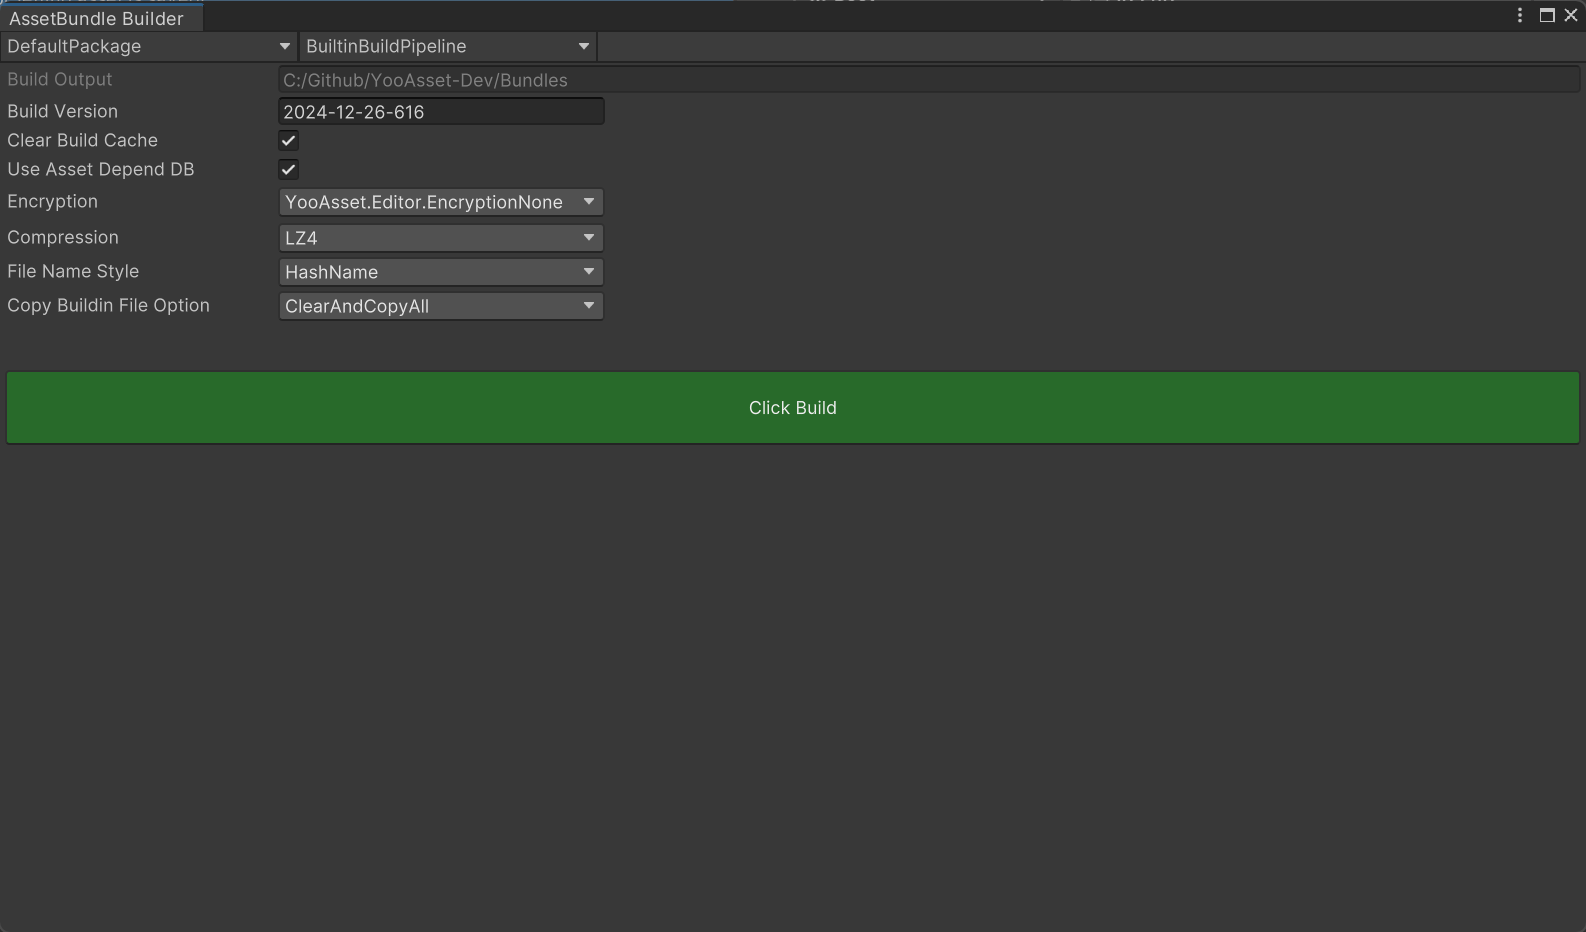 AssetBundle Builder
DefaultPackage BuiltinBuildPipeline
Build Output C:/Github/YooAsset-Dev/Bundles
Build Version 2024-12-26-616
Clear Build Cache
Use Asset Depend DB
Encryption YooAsset.Editor.EncryptionNone
Compression LZ4
File Name Style HashName
Copy Buildin File Option ClearAndCopyAll
Click Build